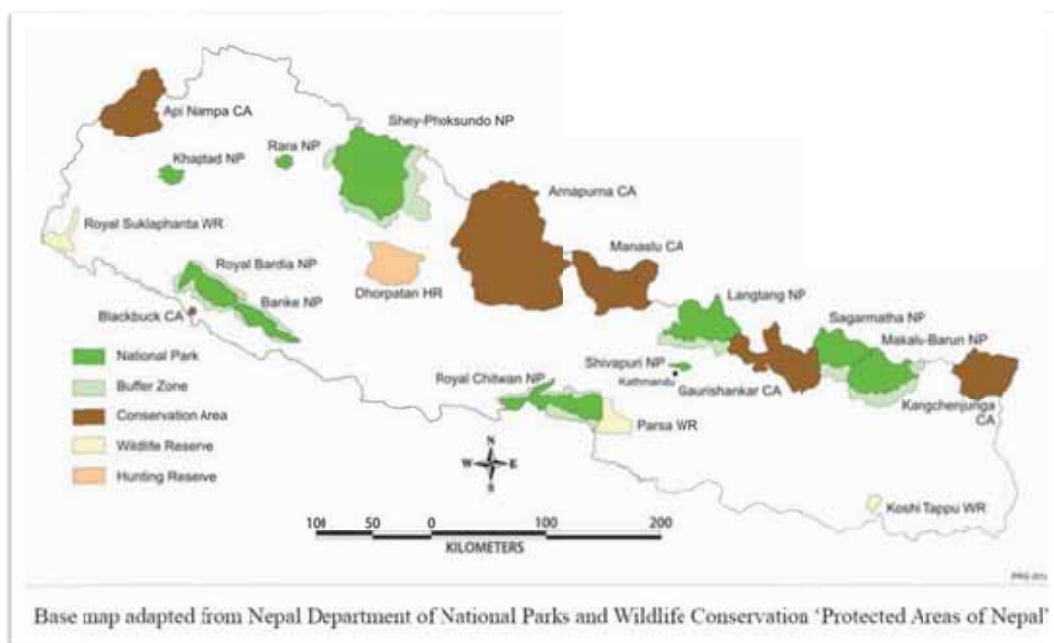 Api Nampa CA
Shey-Phoksundo NP
Rara NP
Khaptad NP
Annapurna CA
Royal Suklaphanta WR
Manaslu CA
Royal Bardia NP
Dhorpatan HR
Langtang NP
Banke NP
Blackbuck CA
Sagarmatha NP
Makalu-Barun NP
National Park
Shivapuri NP
Kathmandu
Royal Chitwan NP
Gaurishankar CA
Buffer Zone
Kangchenjunga
CA
Conservation Area
Parsa WR
Wildlife Reserve
N
W E
S
Hunting Reserve
Koshi Tappu WR
100 50 0 100 200
KILOMETERS
Base map adapted from Nepal Department of National Parks and Wildlife Conservation ‘Protected Areas of Nepal’